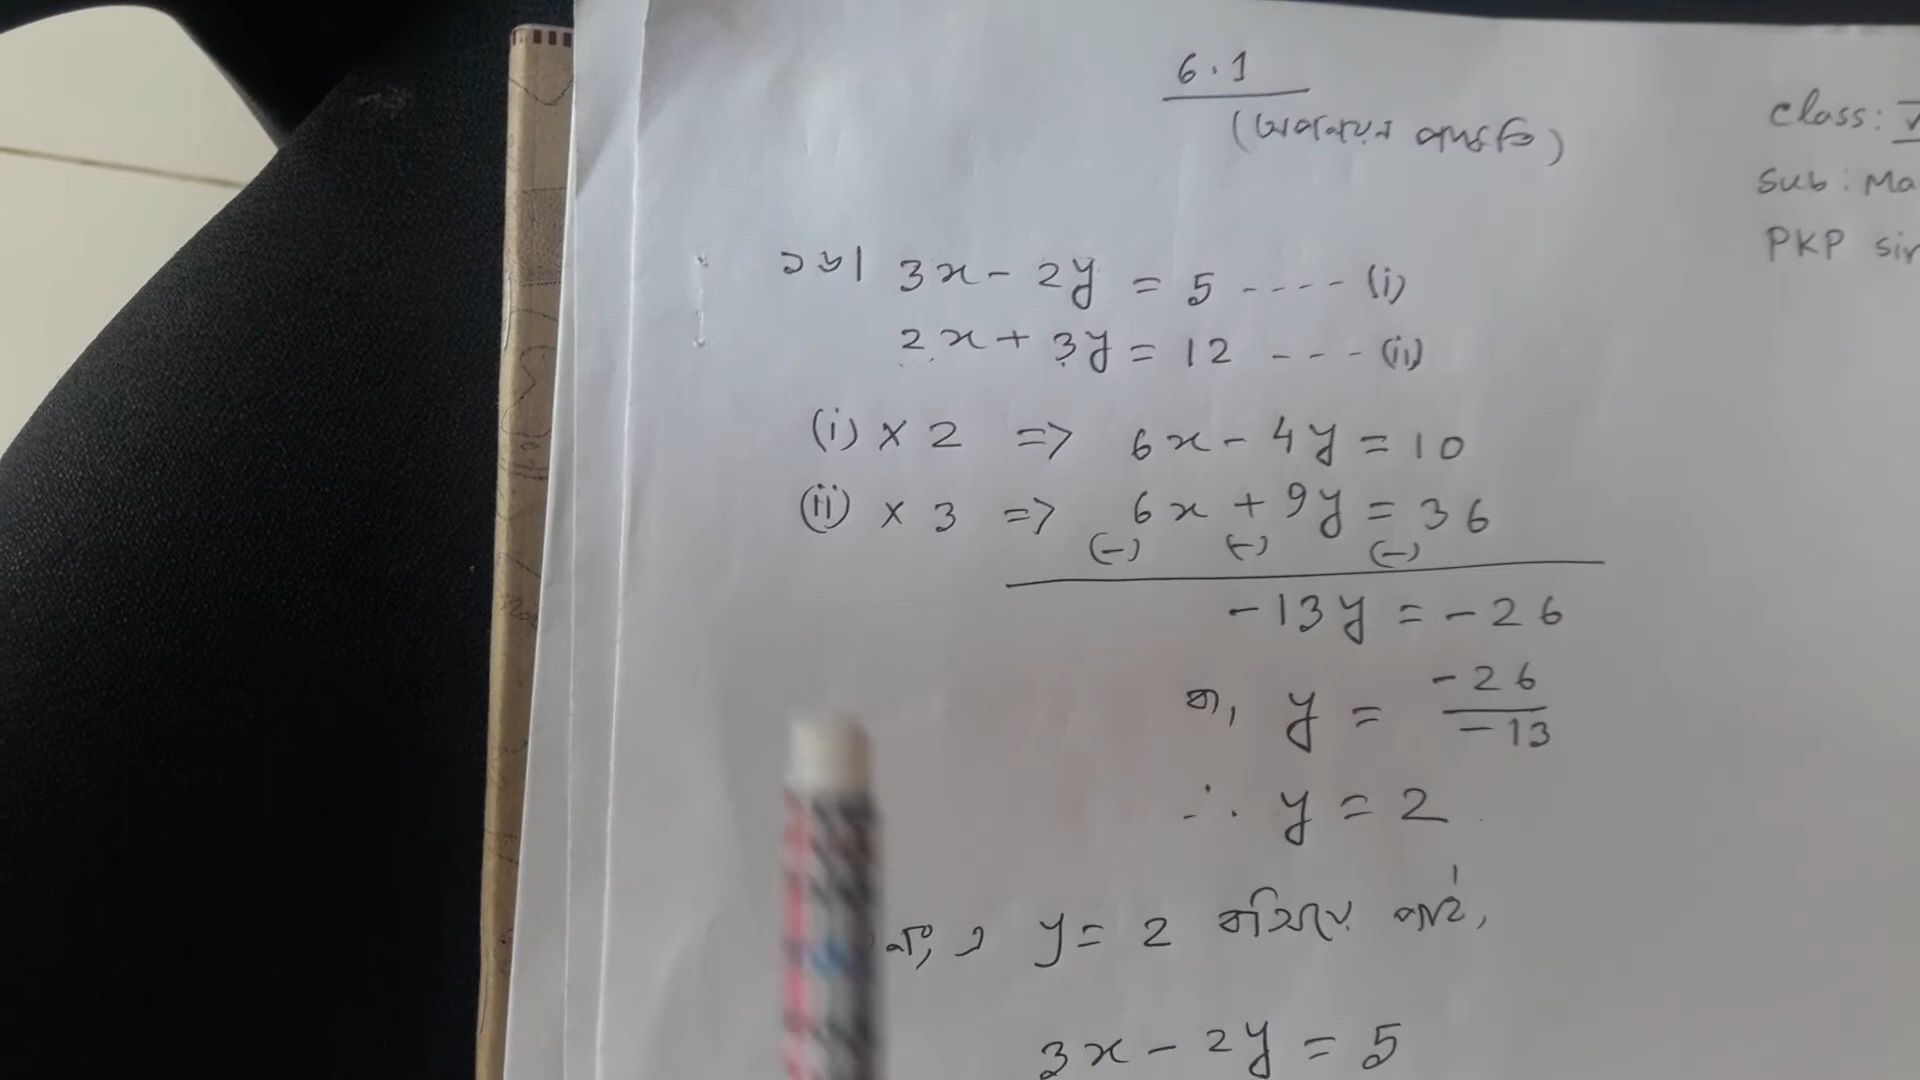 6.1
(অপনয়ন পদ্ধতি)
Class:
Sub: Ma
PKP sir
১৬। 3x - 2y = 5 ---- (i)
2x + 3y = 12 --- (ii)
(i) × 2 => 6x - 4y = 10
(ii) × 3 => 6x + 9y = 36
(-) (-) (-)
-13y = -26
বা, y = -26/-13
∴ y = 2
নং, এ y = 2 বসিয়ে পাই,
3x - 2y = 5